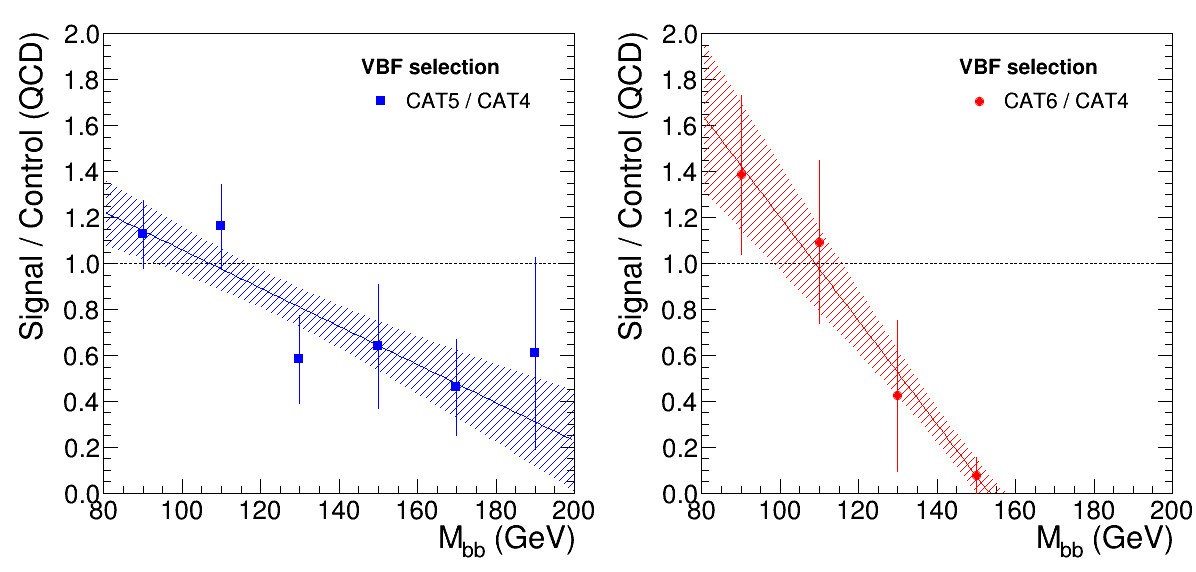 Signal / Control (QCD)
2.0
1.8
1.6
1.4
1.2
1.0
0.8
0.6
0.4
0.2
0.0
VBF selection
CAT5 / CAT4
80 100 120 140 160 180 200
Mbb (GeV)
Signal / Control (QCD)
2.0
1.8
1.6
1.4
1.2
1.0
0.8
0.6
0.4
0.2
0.0
VBF selection
CAT6 / CAT4
80 100 120 140 160 180 200
Mbb (GeV)